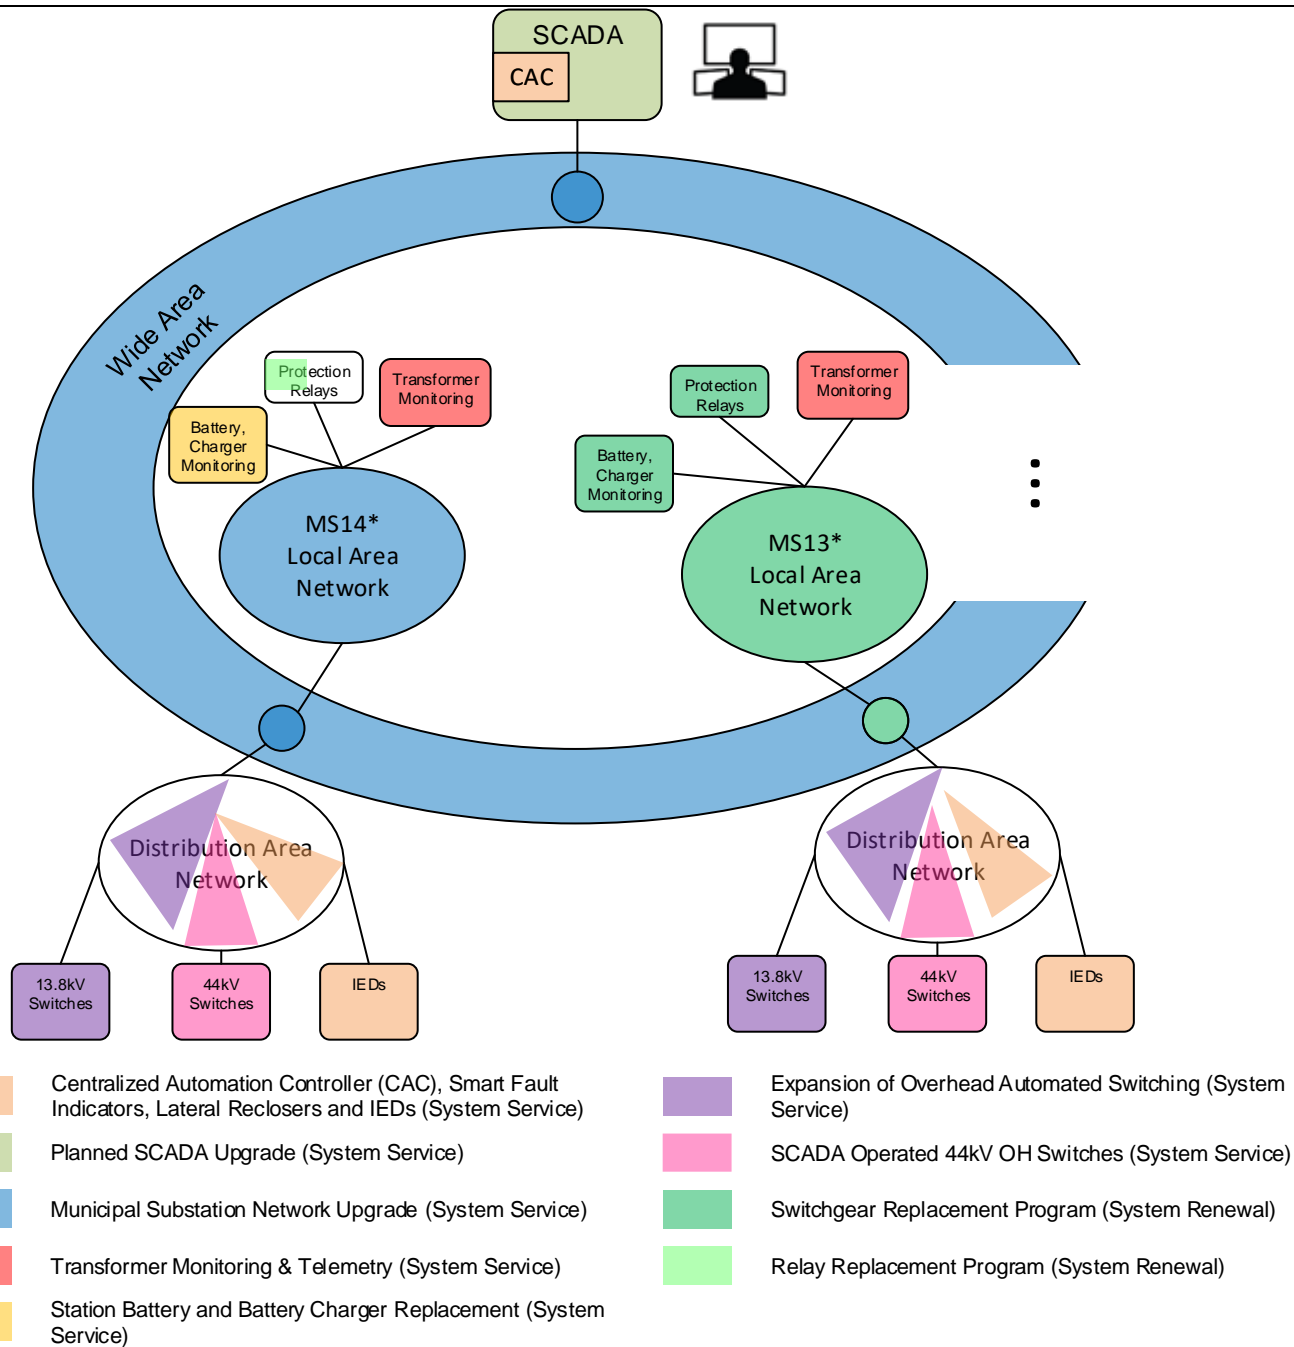 SCADA
CAC
Wide Area
Network
Protection
Relays
Transformer
Monitoring
Battery,
Charger
Monitoring
MS14*
Local Area
Network
Transformer
Monitoring
Protection
Relays
Battery,
Charger
Monitoring
MS13*
Local Area
Network
Distribution Area
Network
13.8kV
Switches
44kV
Switches
IEDs
Distribution Area
Network
13.8kV
Switches
44kV
Switches
IEDs
Centralized Automation Controller (CAC), Smart Fault
Indicators, Lateral Reclosers and IEDs (System Service)
Planned SCADA Upgrade (System Service)
Municipal Substation Network Upgrade (System Service)
Transformer Monitoring & Telemetry (System Service)
Station Battery and Battery Charger Replacement (System
Service)
Expansion of Overhead Automated Switching (System
Service)
SCADA Operated 44kV OH Switches (System Service)
Switchgear Replacement Program (System Renewal)
Relay Replacement Program (System Renewal)